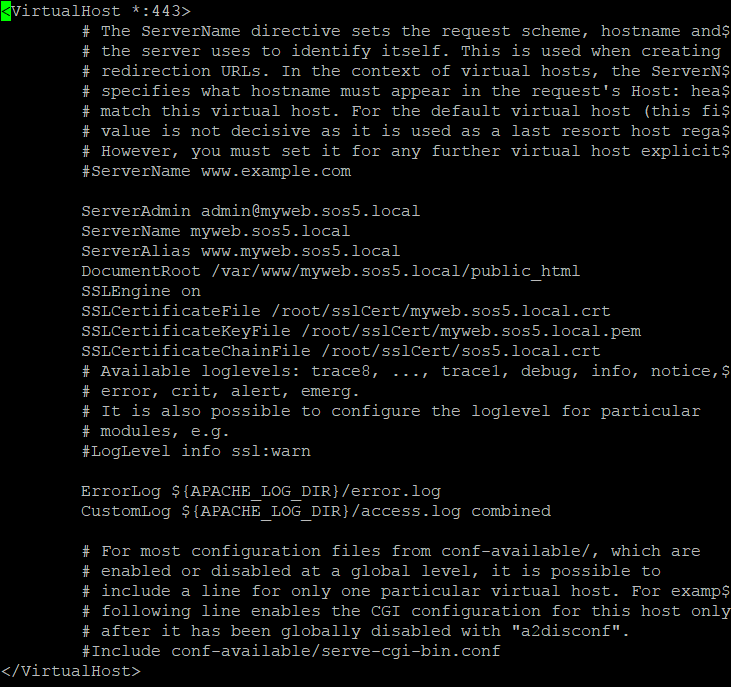 <VirtualHost *:443>
# The ServerName directive sets the request scheme, hostname and$
# the server uses to identify itself. This is used when creating
# redirection URLs. In the context of virtual hosts, the ServerN$
# specifies what hostname must appear in the request's Host: hea$
# match this virtual host. For the default virtual host (this fi$
# value is not decisive as it is used as a last resort host rega$
# However, you must set it for any further virtual host explicit$
#ServerName www.example.com
ServerAdmin admin@myweb.sos5.local
ServerName myweb.sos5.local
ServerAlias www.myweb.sos5.local
DocumentRoot /var/www/myweb.sos5.local/public_html
SSLEngine on
SSLCertificateFile /root/sslCert/myweb.sos5.local.crt
SSLCertificateKeyFile /root/sslCert/myweb.sos5.local.pem
SSLCertificateChainFile /root/sslCert/sos5.local.crt
# Available loglevels: trace8, ..., trace1, debug, info, notice,$
# error, crit, alert, emerg.
# It is also possible to configure the loglevel for particular
# modules, e.g.
#LogLevel info ssl:warn
ErrorLog ${APACHE_LOG_DIR}/error.log
CustomLog ${APACHE_LOG_DIR}/access.log combined
# For most configuration files from conf-available/, which are
# enabled or disabled at a global level, it is possible to
# include a line for only one particular virtual host. For examp$
# following line enables the CGI configuration for this host only
# after it has been globally disabled with "a2disconf".
#Include conf-available/serve-cgi-bin.conf
</VirtualHost>